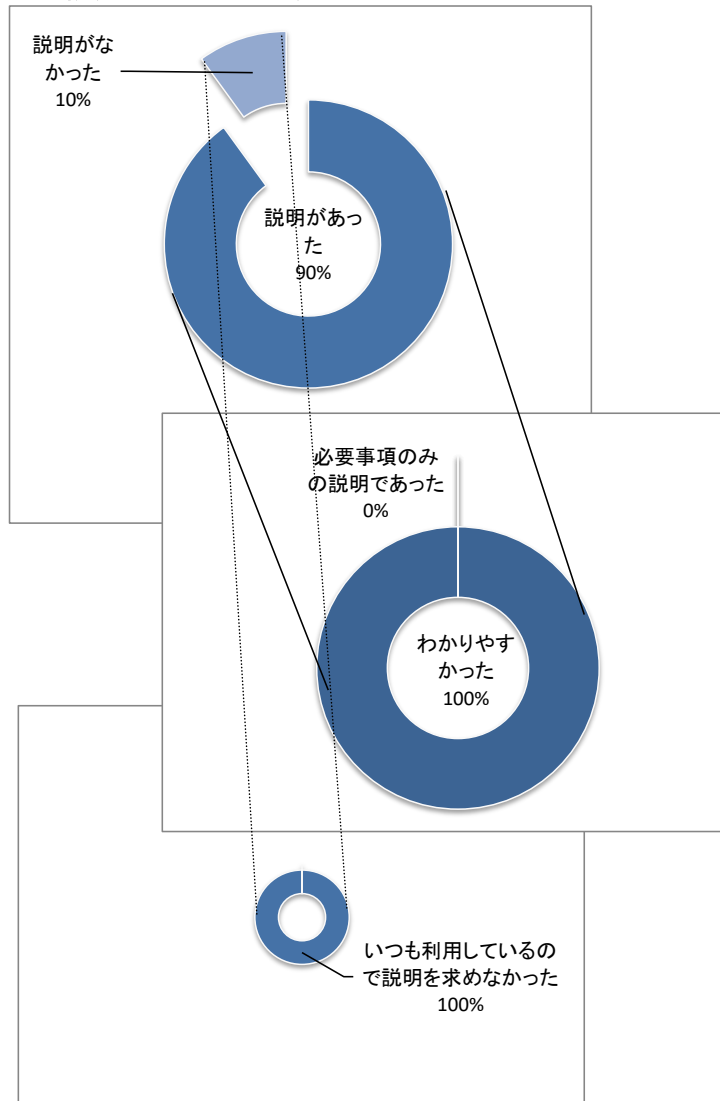 説明がな
かった
10%
説明があっ
た
90%
必要事項のみ
の説明であった
0%
わかりやす
かった
100%
いつも利用しているの
で説明を求めなかった
100%